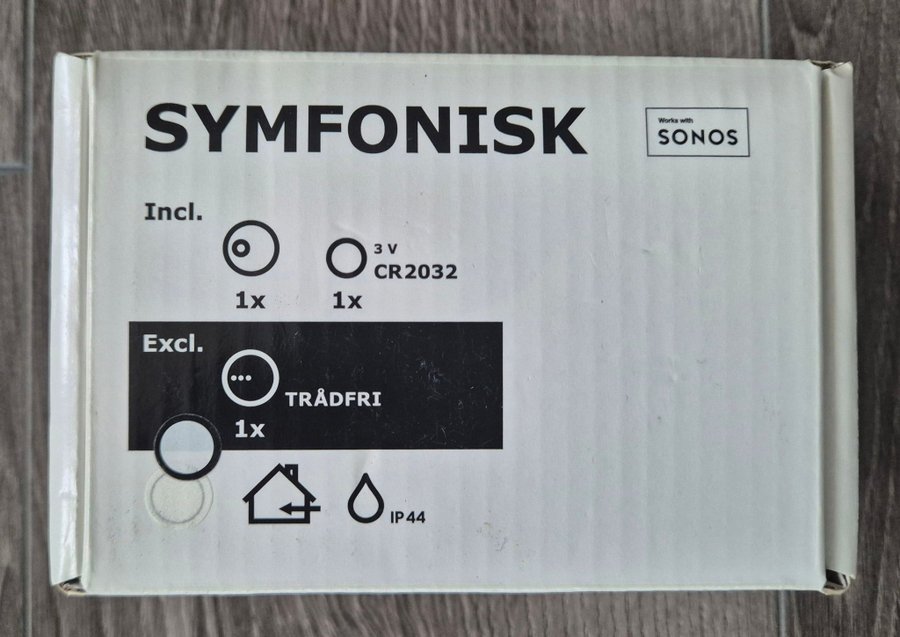 SYMFONISK
Works with
SONOS
Incl.
3 V
CR2032
1x 1x
Excl.
TRÅDFRI
1x
IP44